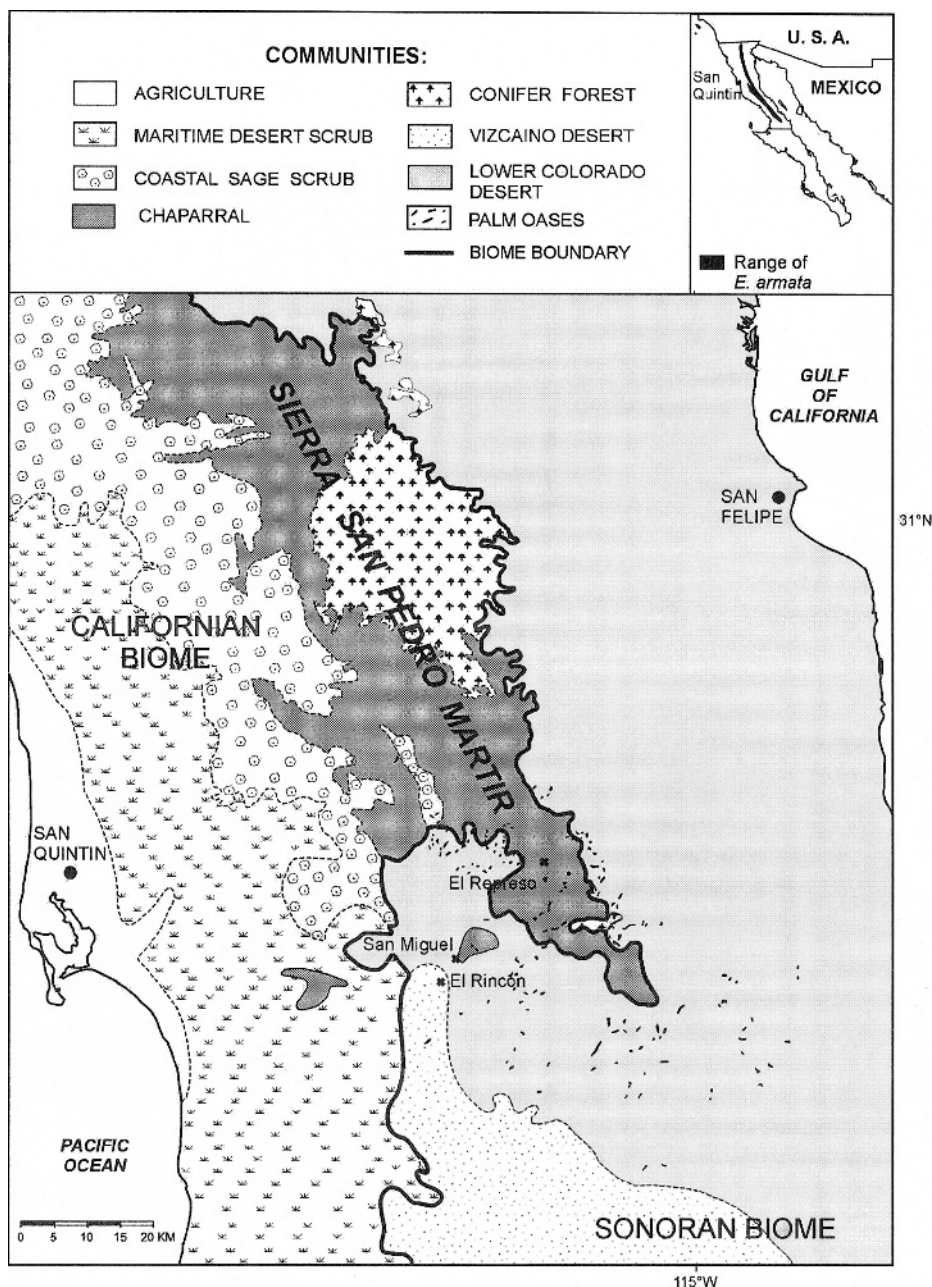 COMMUNITIES:
AGRICULTURE
MARITIME DESERT SCRUB
COASTAL SAGE SCRUB
CHAPARRAL
CONIFER FOREST
VIZCAINO DESERT
LOWER COLORADO
DESERT
PALM OASES
BIOME BOUNDARY
U. S. A.
San
Quintin
MEXICO
Range of
E. armata
SIERRA SAN PEDRO MARTIR
GULF
OF
CALIFORNIA
SAN
FELIPE
31°N
CALIFORNIAN
BIOME
SAN
QUINTIN
El Represo
San Miguel
El Rincón
PACIFIC
OCEAN
0 5 10 15 20 KM
SONORAN BIOME
115°W